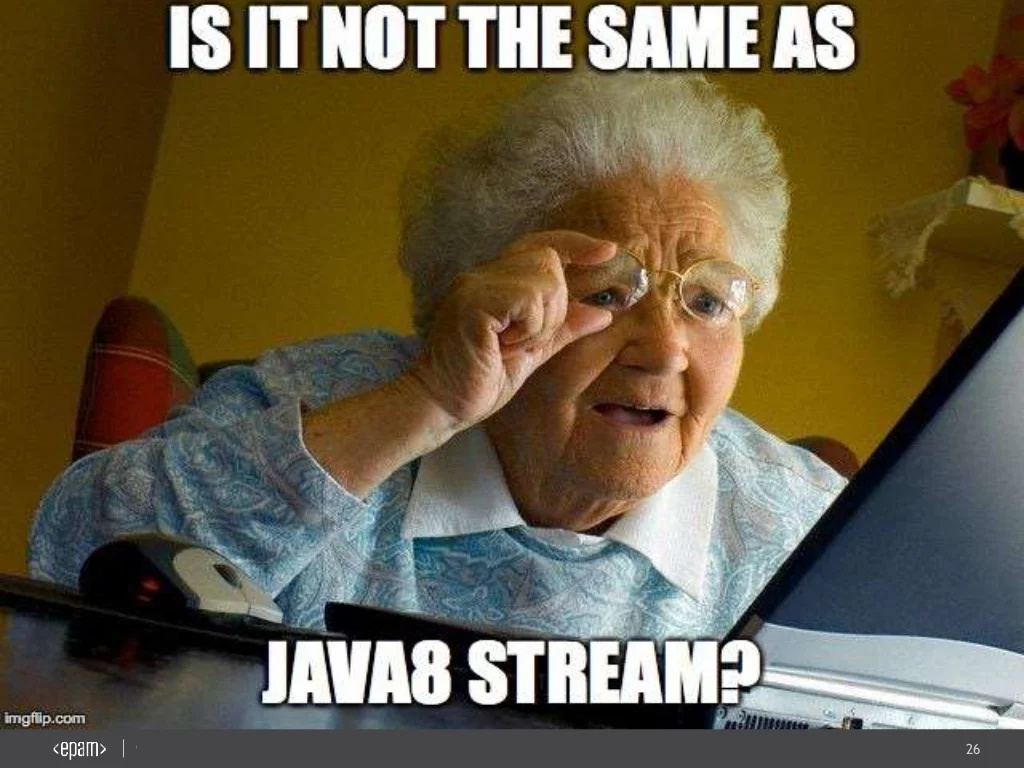 IS IT NOT THE SAME AS
JAVA8 STREAM?
imgflip.com
<epam> |
26